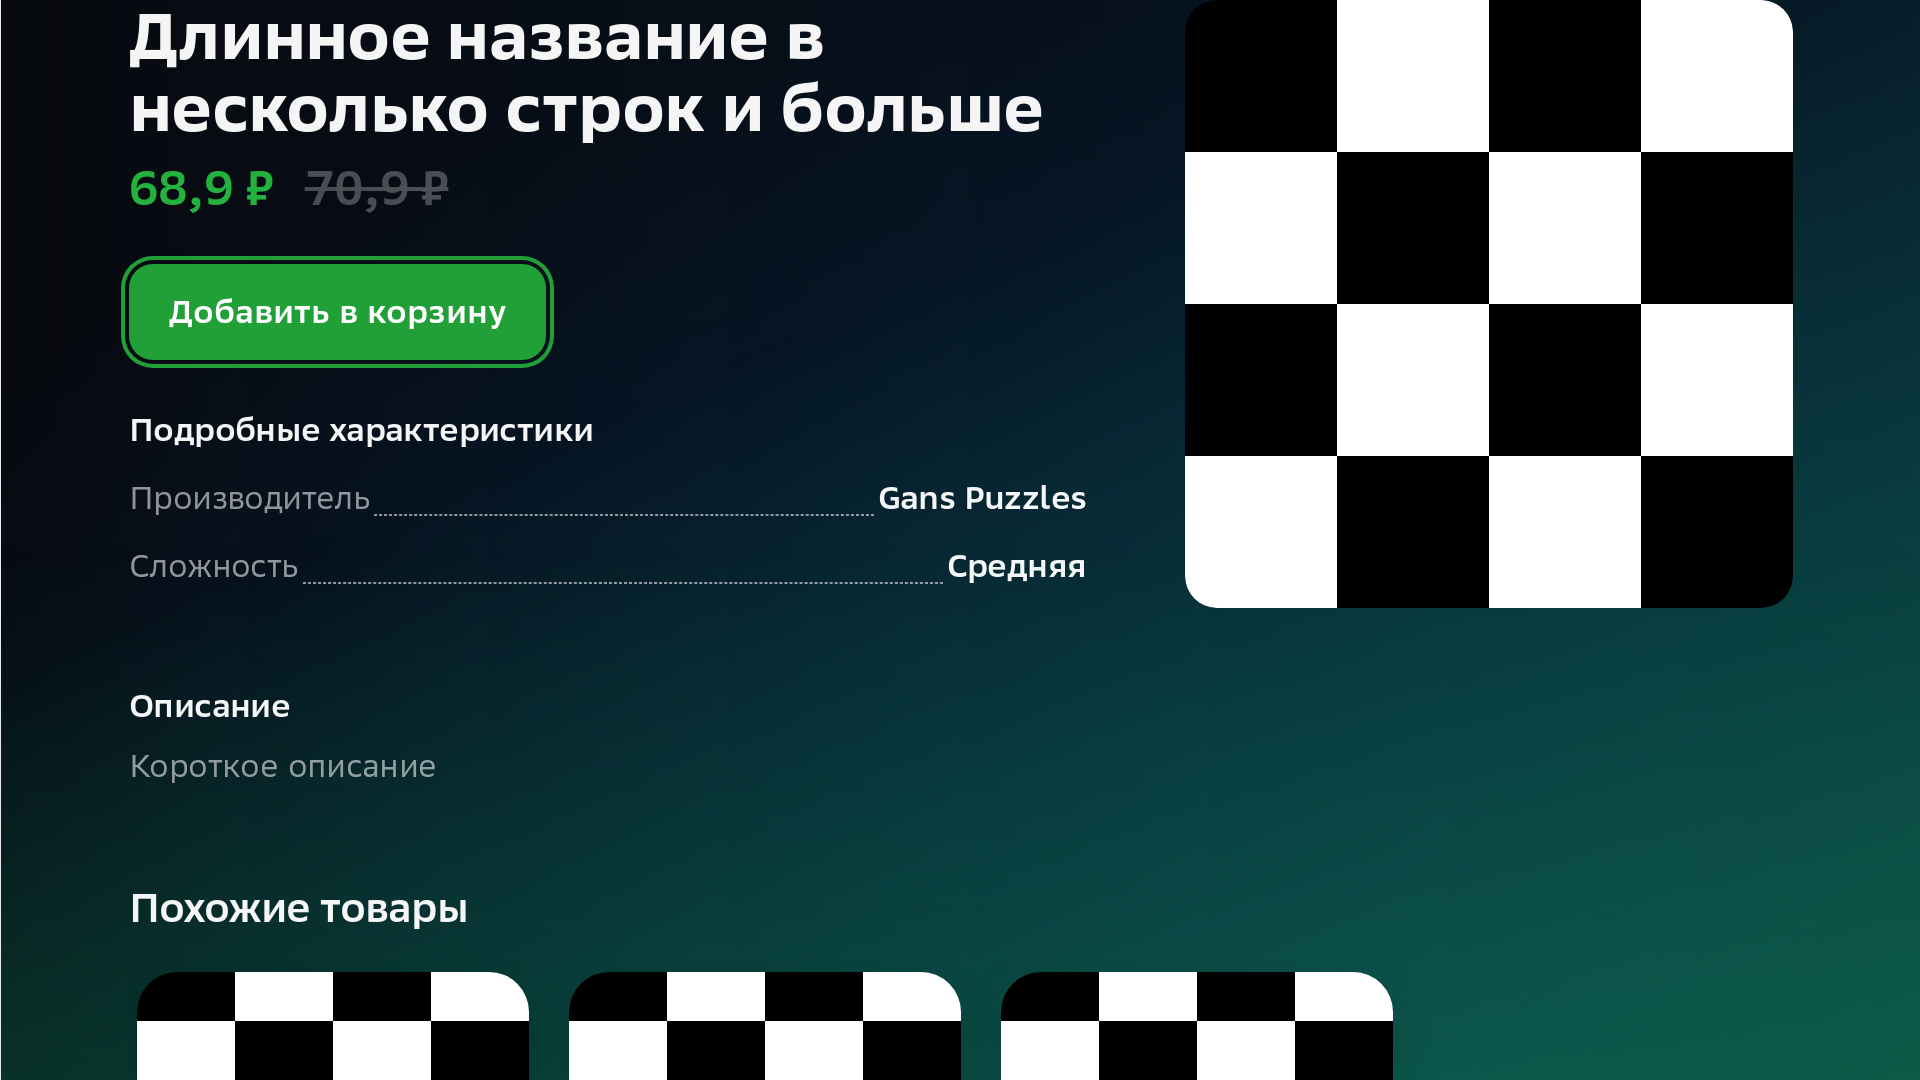 Длинное название в
несколько строк и больше
68,9 ₽ 70,9 ₽
Добавить в корзину
Подробные характеристики
Производитель Gans Puzzles
Сложность Средняя
Описание
Короткое описание
Похожие товары